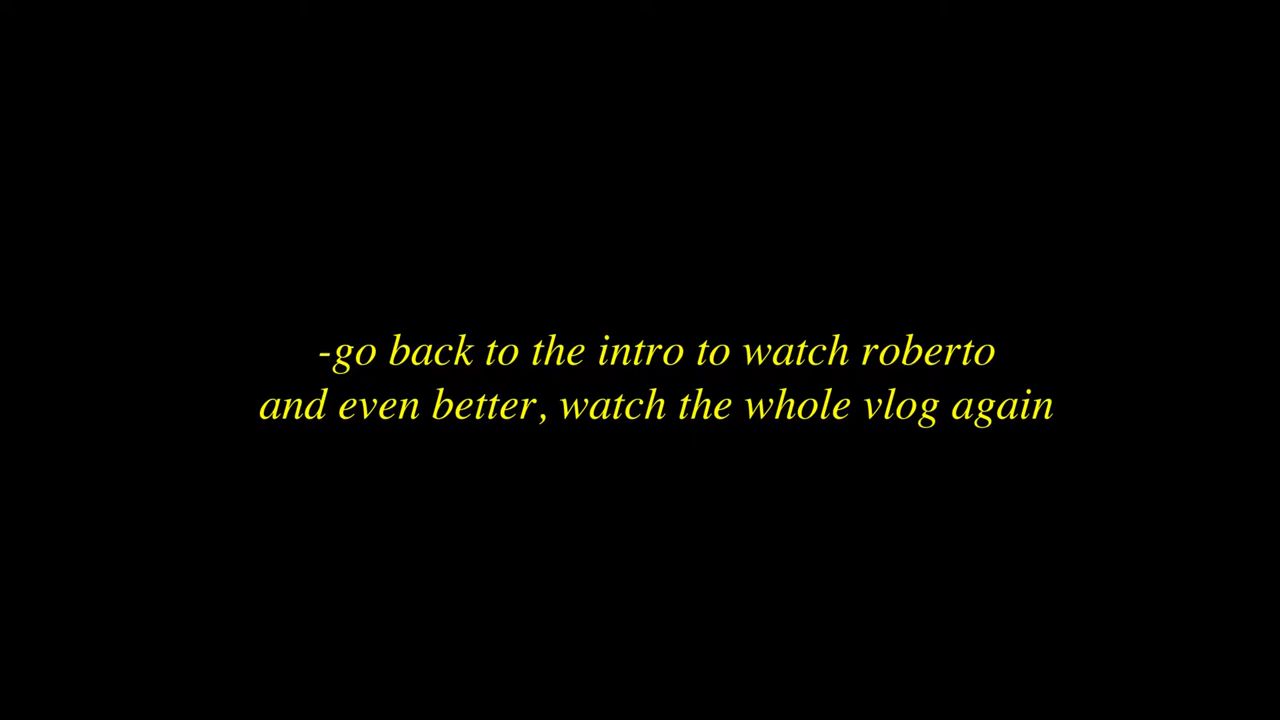 -go back to the intro to watch roberto
and even better, watch the whole vlog again